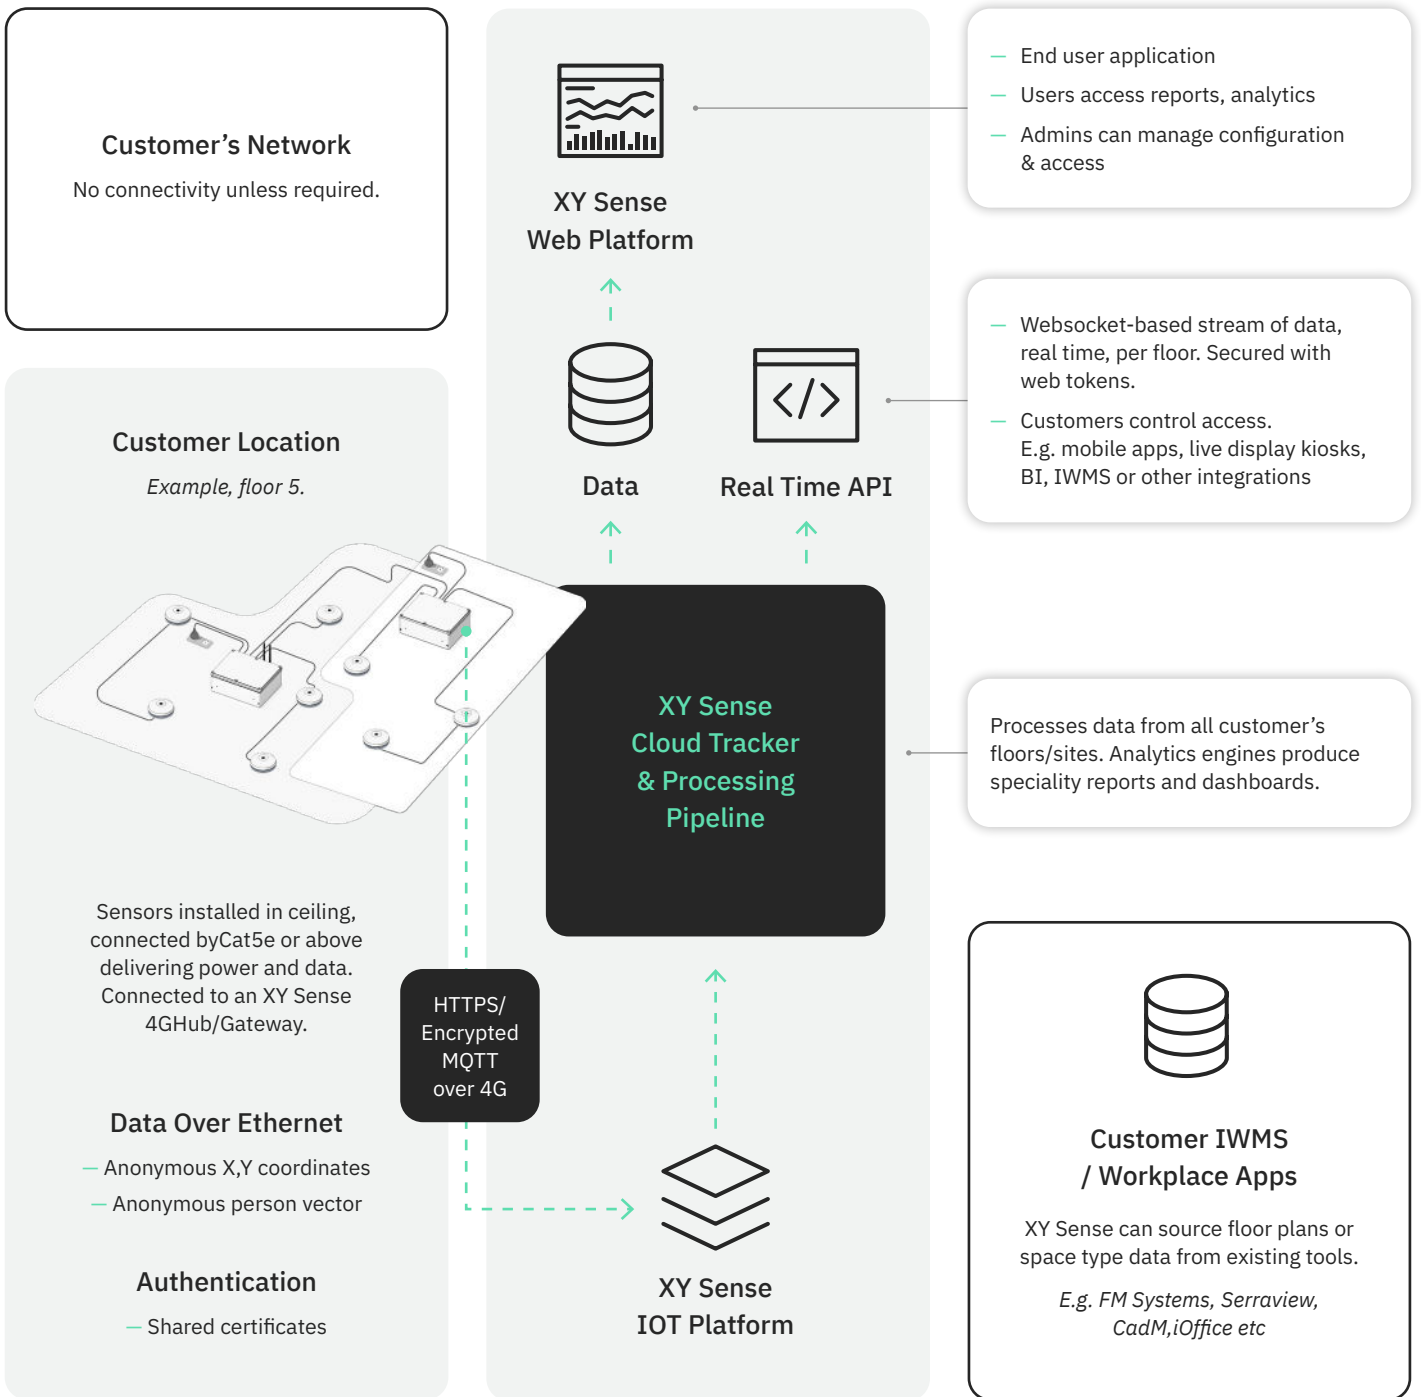 Customer’s Network
No connectivity unless required.
Customer Location
Example, floor 5.
Sensors installed in ceiling,
connected byCat5e or above
delivering power and data.
Connected to an XY Sense
4GHub/Gateway.
Data Over Ethernet
— Anonymous X,Y coordinates
— Anonymous person vector
Authentication
— Shared certificates
HTTPS/
Encrypted
MQTT
over 4G
XY Sense
Web Platform
Data
Real Time API
XY Sense
Cloud Tracker
& Processing
Pipeline
XY Sense
IOT Platform
— End user application
— Users access reports, analytics
— Admins can manage configuration
& access
— Websocket-based stream of data,
real time, per floor. Secured with
web tokens.
— Customers control access.
E.g. mobile apps, live display kiosks,
BI, IWMS or other integrations
Processes data from all customer’s
floors/sites. Analytics engines produce
speciality reports and dashboards.
Customer IWMS
/ Workplace Apps
XY Sense can source floor plans or
space type data from existing tools.
E.g. FM Systems, Serraview,
CadM,iOffice etc